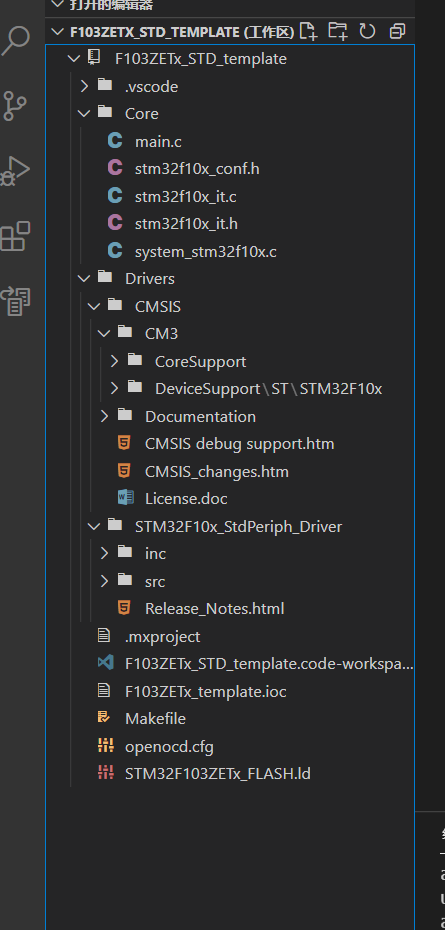 打开的编辑器
F103ZETX_STD_TEMPLATE (工作区)
F103ZETx_STD_template
.vscode
Core
main.c
stm32f10x_conf.h
stm32f10x_it.c
stm32f10x_it.h
system_stm32f10x.c
Drivers
CMSIS
CM3
CoreSupport
DeviceSupport\ST\STM32F10x
Documentation
CMSIS debug support.htm
CMSIS_changes.htm
License.doc
STM32F10x_StdPeriph_Driver
inc
src
Release_Notes.html
.mxproject
F103ZETx_STD_template.code-workspa...
F103ZETx_template.ioc
Makefile
openocd.cfg
STM32F103ZETx_FLASH.ld